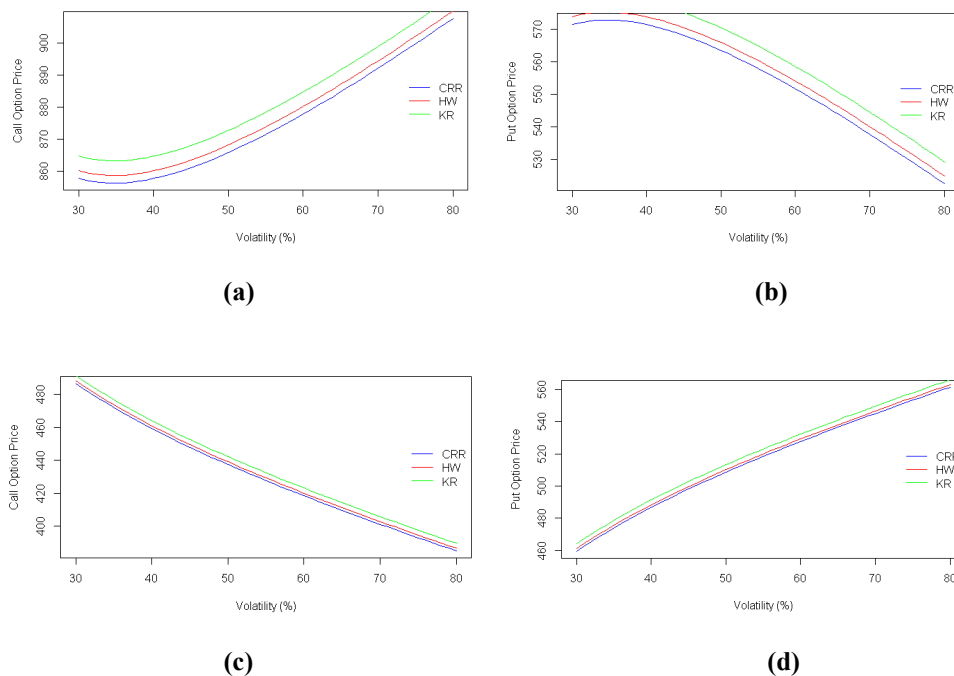 Call Option Price
900
890
880
870
860
CRR
HW
KR
30 40 50 60 70 80
Volatility (%)
(a)
Put Option Price
570
560
550
540
530
CRR
HW
KR
30 40 50 60 70 80
Volatility (%)
(b)
Call Option Price
480
460
440
420
400
CRR
HW
KR
30 40 50 60 70 80
Volatility (%)
(c)
Put Option Price
560
540
520
500
480
460
CRR
HW
KR
30 40 50 60 70 80
Volatility (%)
(d)